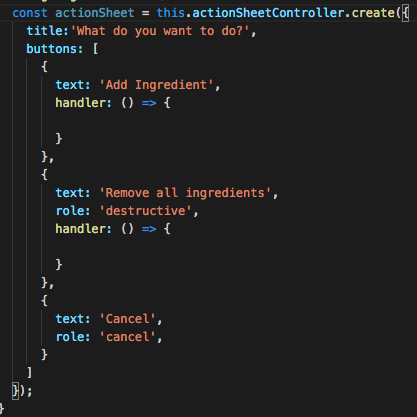 const actionSheet = this.actionSheetController.create({
title:'What do you want to do?',
buttons: [
{
text: 'Add Ingredient',
handler: () => {
}
},
{
text: 'Remove all ingredients',
role: 'destructive',
handler: () => {
}
},
{
text: 'Cancel',
role: 'cancel',
}
]
});
}